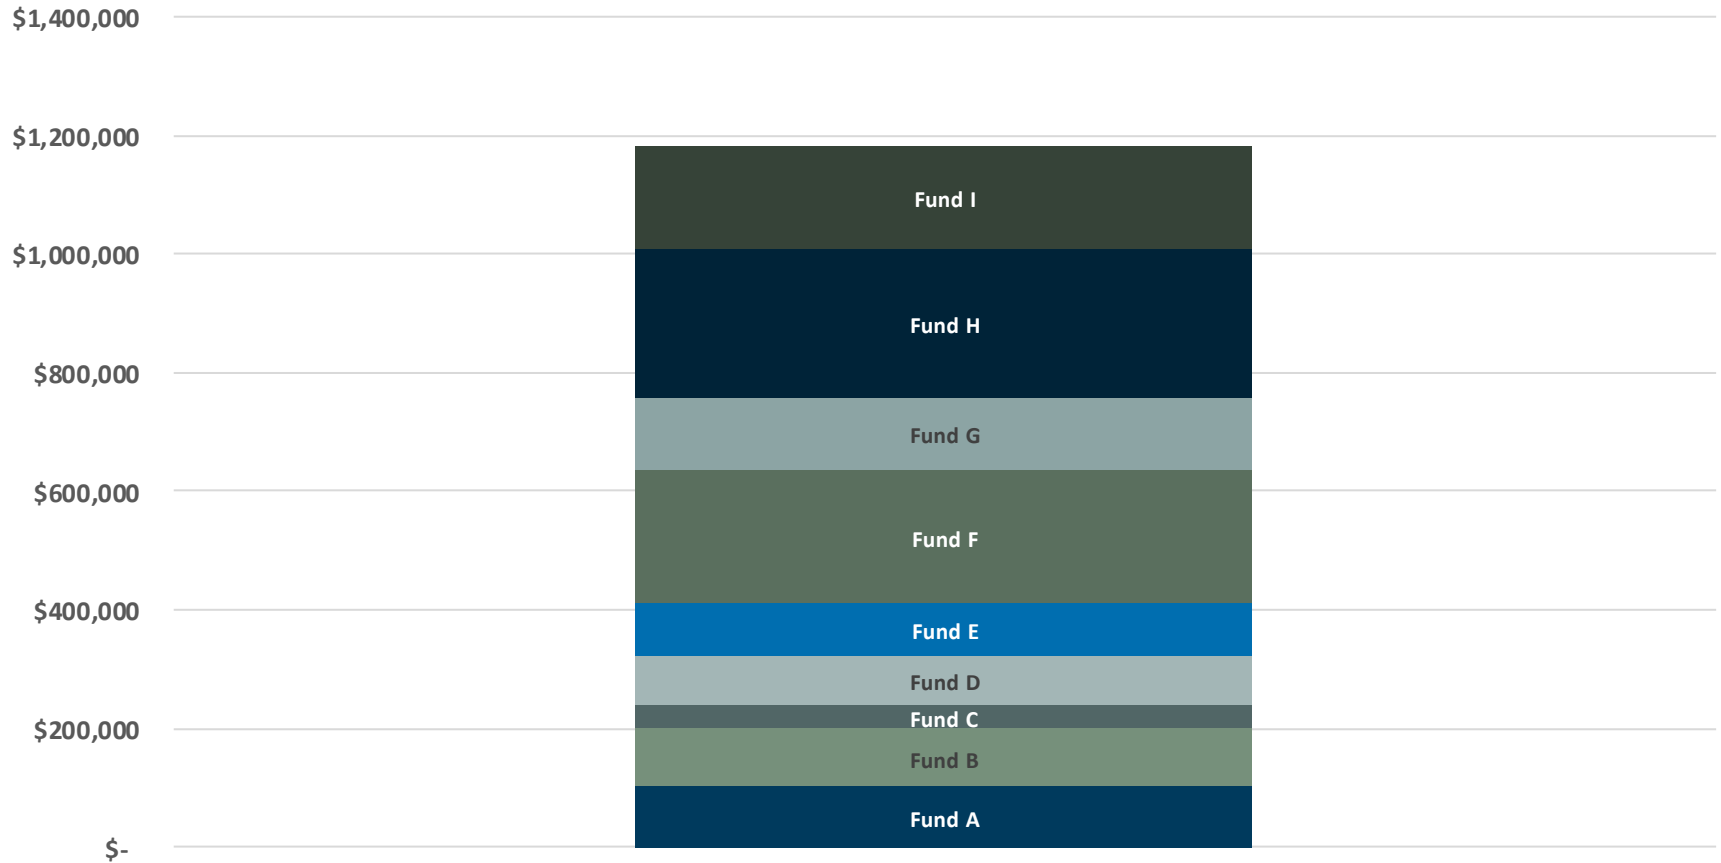 $1,400,000
$1,200,000
Fund I
$1,000,000
Fund H
$800,000
Fund G
$600,000
Fund F
$400,000
Fund E
Fund D
Fund C
$200,000
Fund B
Fund A
$-